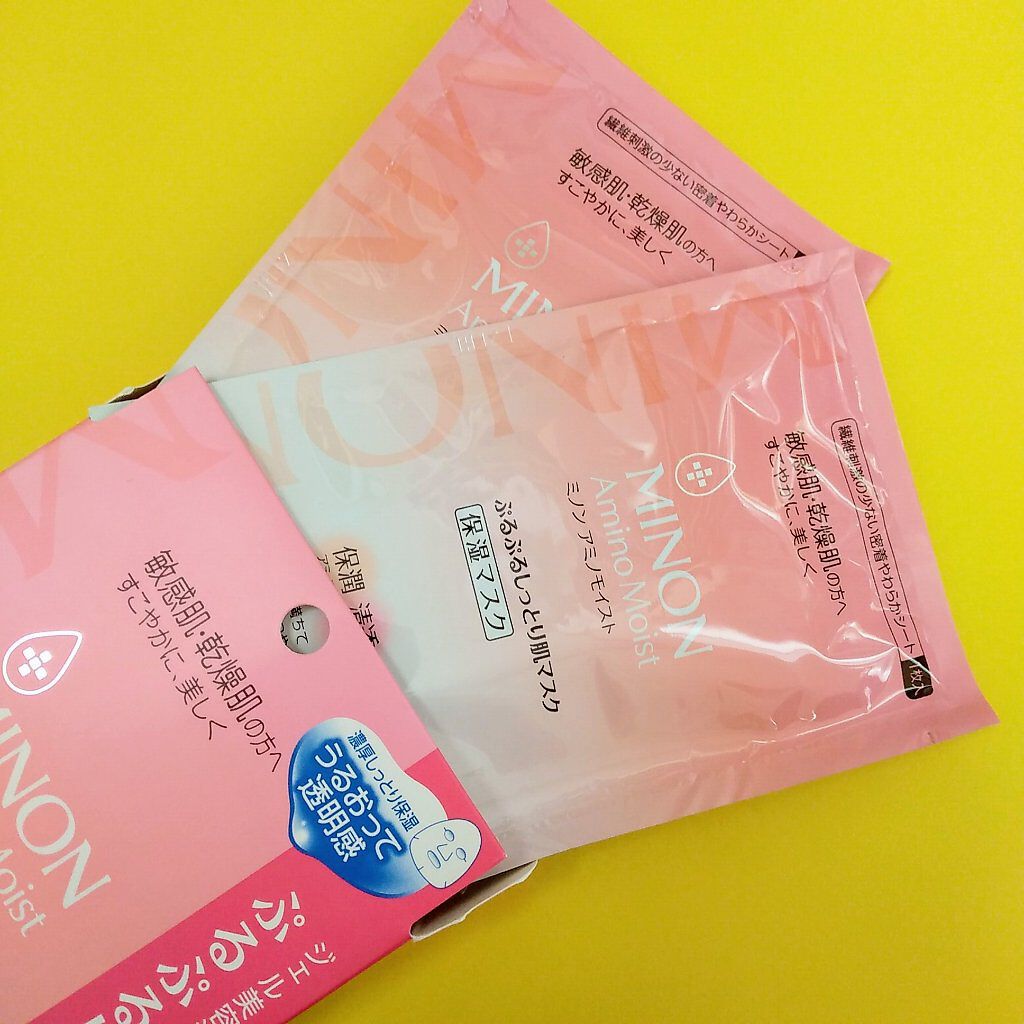 繊維刺激の少ない密着やわらかシート
敏感肌・乾燥肌の方へ
すこやかに、美しく
MINON
繊維刺激の少ない密着やわらかシート 1枚入
敏感肌・乾燥肌の方へ
すこやかに、美しく
MINON
Amino Moist
ミノン アミノモイスト
ぷるぷるしっとり肌マスク
保湿マスク
保潤
満ちて
敏感肌・乾燥肌の方へ
すこやかに、美しく
MINON
Moist
濃厚しっとり保湿
うるおって
透明感
ジェル美容
ぷるぷる